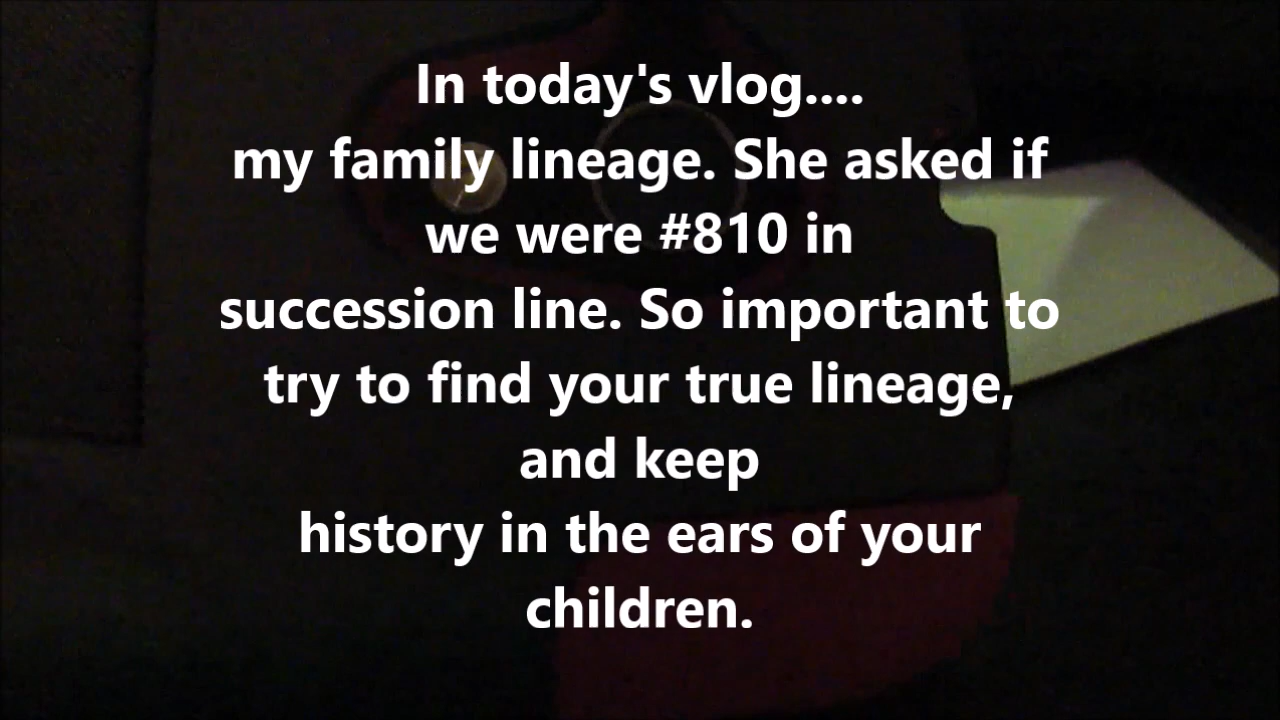 In today's vlog....
my family lineage. She asked if
we were #810 in
succession line. So important to
try to find your true lineage,
and keep
history in the ears of your
children.